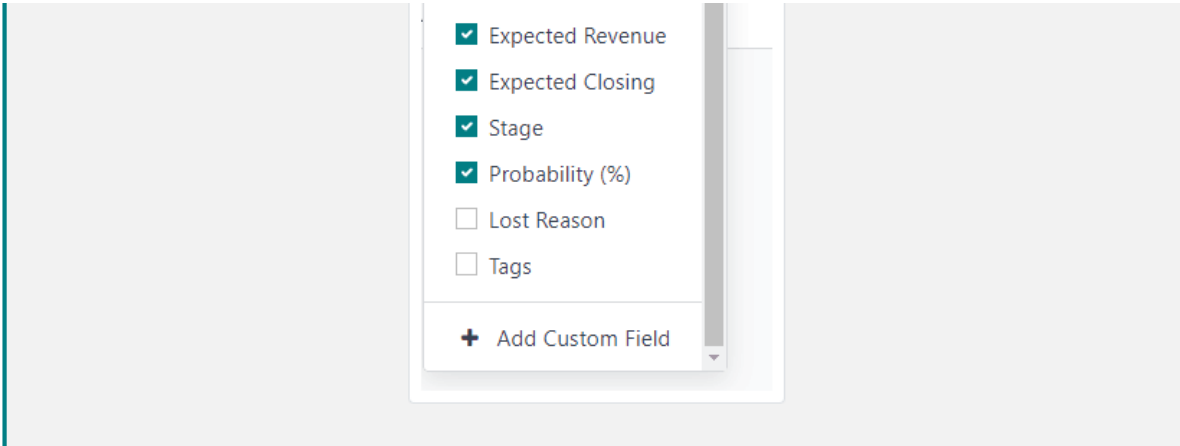 Expected Revenue
Expected Closing
Stage
Probability (%)
Lost Reason
Tags
Add Custom Field